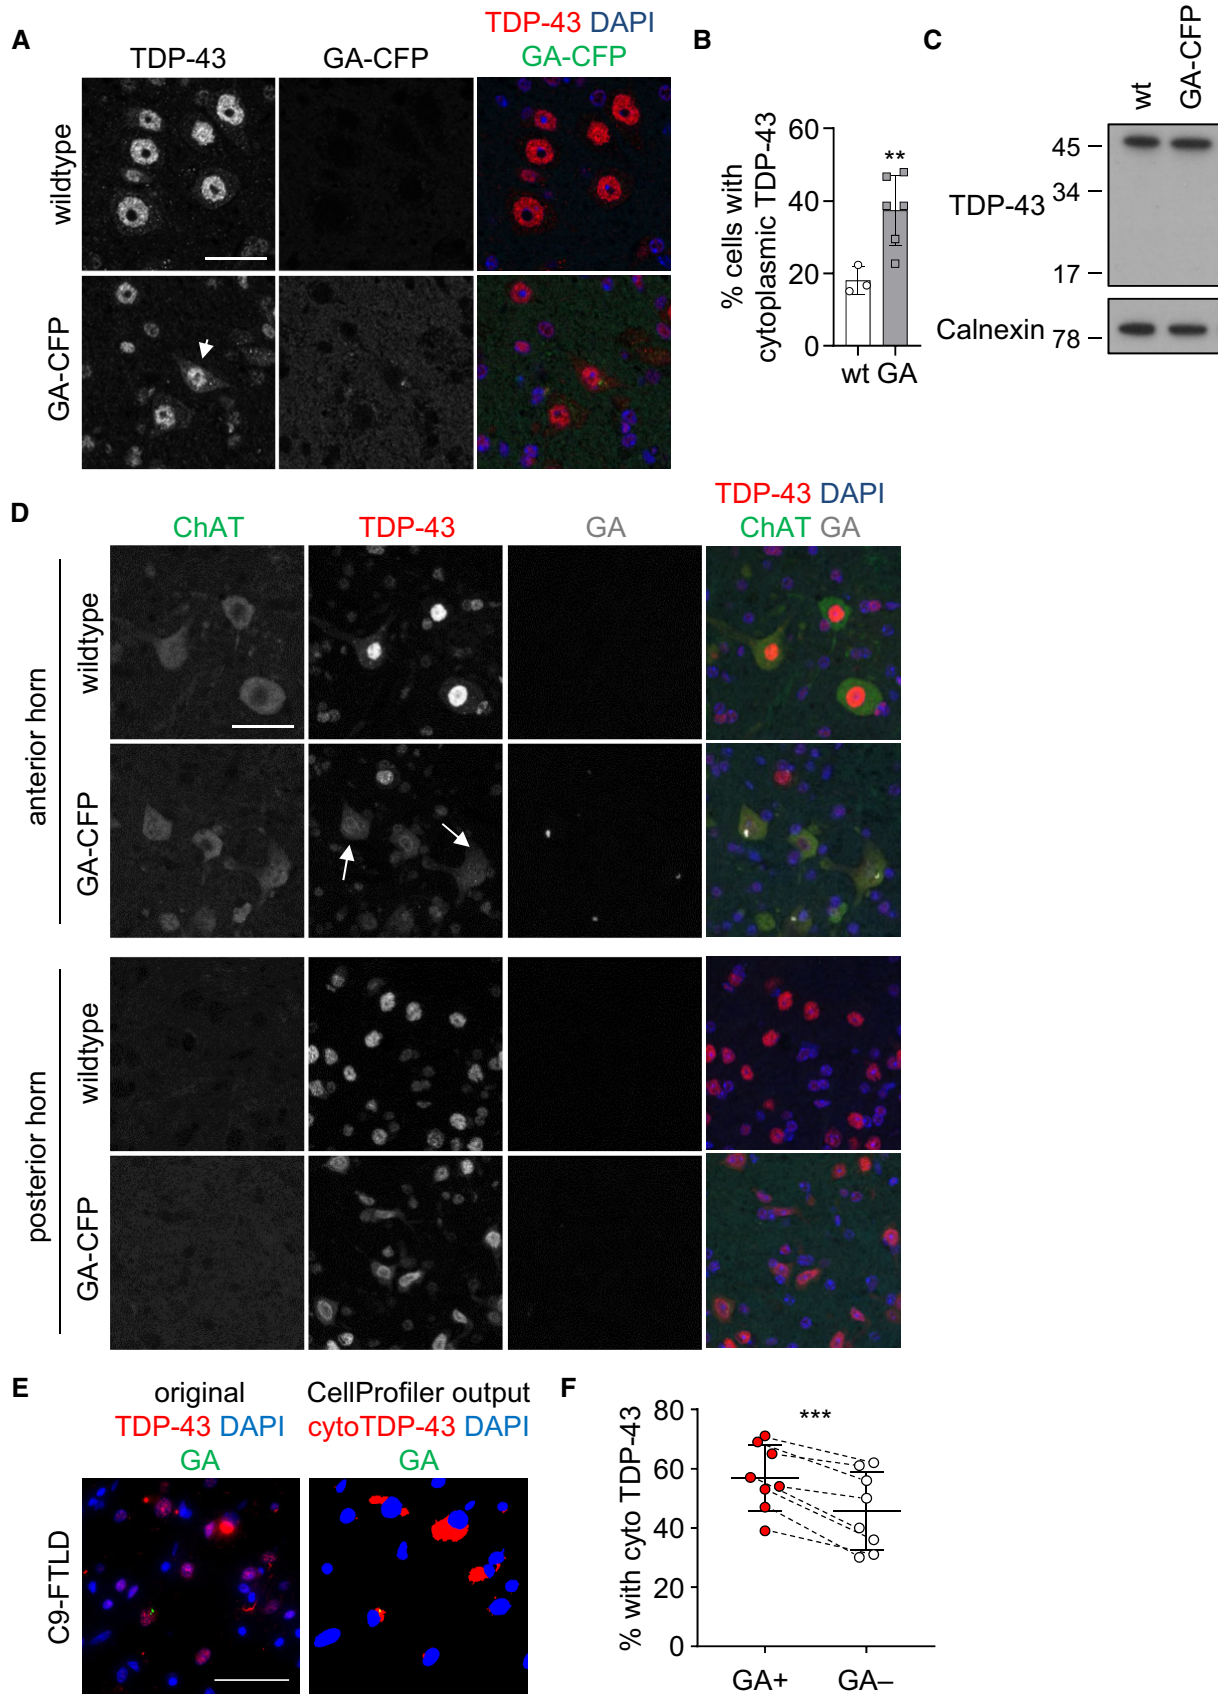 A
TDP-43
GA-CFP
TDP-43 DAPI
GA-CFP
wildtype
GA-CFP
B
% cells with
cytoplasmic TDP-43
60
40
20
0
**
wt GA
C
wt
GA-CFP
TDP-43
45
34
17
Calnexin
78
D
ChAT
TDP-43
GA
TDP-43 DAPI
ChAT GA
anterior horn
wildtype
GA-CFP
posterior horn
wildtype
GA-CFP
E
original
TDP-43 DAPI
GA
CellProfiler output
cytoTDP-43 DAPI
GA
C9-FTLD
F
% with cyto TDP-43
80
60
40
20
0
***
GA+
GA–